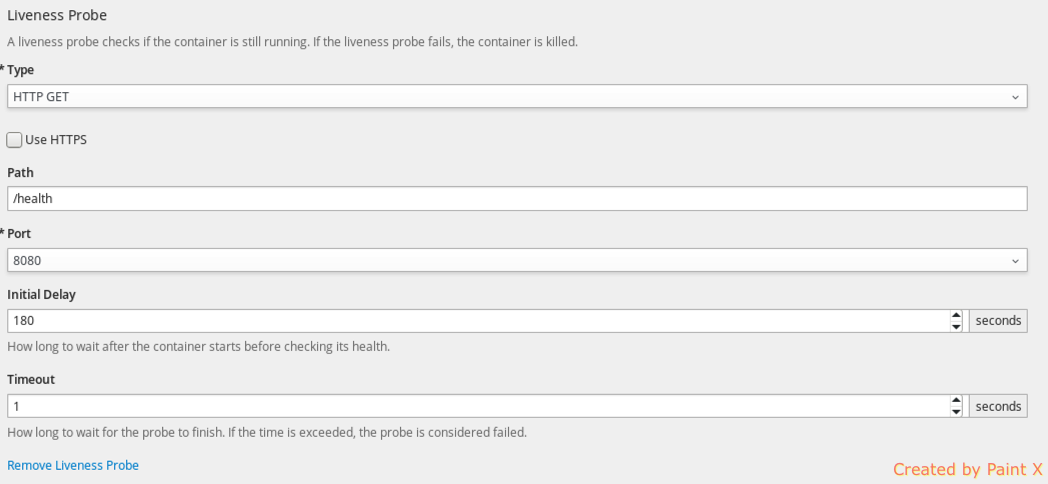 Liveness Probe
A liveness probe checks if the container is still running. If the liveness probe fails, the container is killed.
* Type
HTTP GET
Use HTTPS
Path
/health
* Port
8080
Initial Delay
180 seconds
How long to wait after the container starts before checking its health.
Timeout
1 seconds
How long to wait for the probe to finish. If the time is exceeded, the probe is considered failed.
Remove Liveness Probe
Created by Paint X